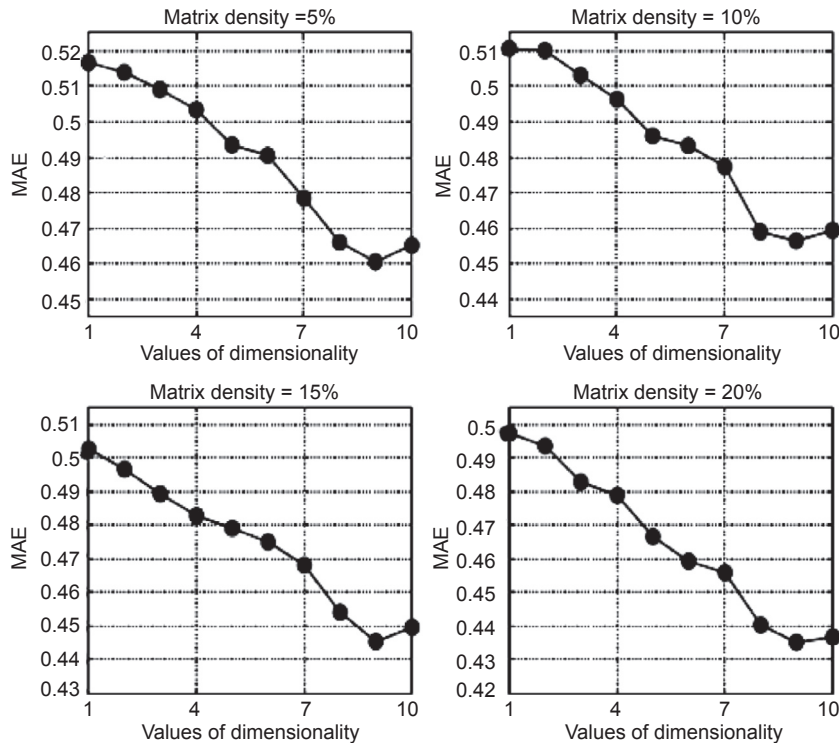 Matrix density =5%
0.52
0.51
0.5
0.49
0.48
0.47
0.46
0.45
MAE
1 4 7 10
Values of dimensionality
Matrix density = 10%
0.51
0.5
0.49
0.48
0.47
0.46
0.45
0.44
MAE
1 4 7 10
Values of dimensionality
Matrix density = 15%
0.51
0.5
0.49
0.48
0.47
0.46
0.45
0.44
0.43
MAE
1 4 7 10
Values of dimensionality
Matrix density = 20%
0.5
0.49
0.48
0.47
0.46
0.45
0.44
0.43
0.42
MAE
1 4 7 10
Values of dimensionality